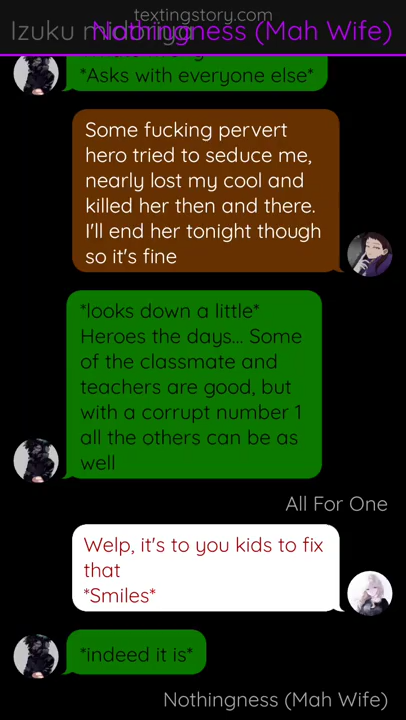 textingstory.com
Izuku
Nothingness (Mah Wife)
*Asks with everyone else*
Some fucking pervert
hero tried to seduce me,
nearly lost my cool and
killed her then and there.
I'll end her tonight though
so it's fine
*looks down a little*
Heroes the days... Some
of the classmate and
teachers are good, but
with a corrupt number 1
all the others can be as
well
All For One
Welp, it's to you kids to fix
that
*Smiles*
*indeed it is*
Nothingness (Mah Wife)